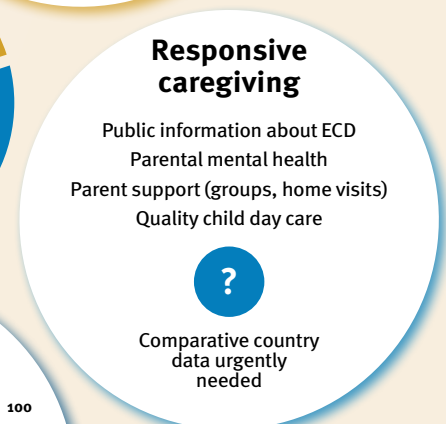 Responsive
caregiving
Public information about ECD
Parental mental health
Parent support (groups, home visits)
Quality child day care
?
Comparative country
data urgently
needed
100